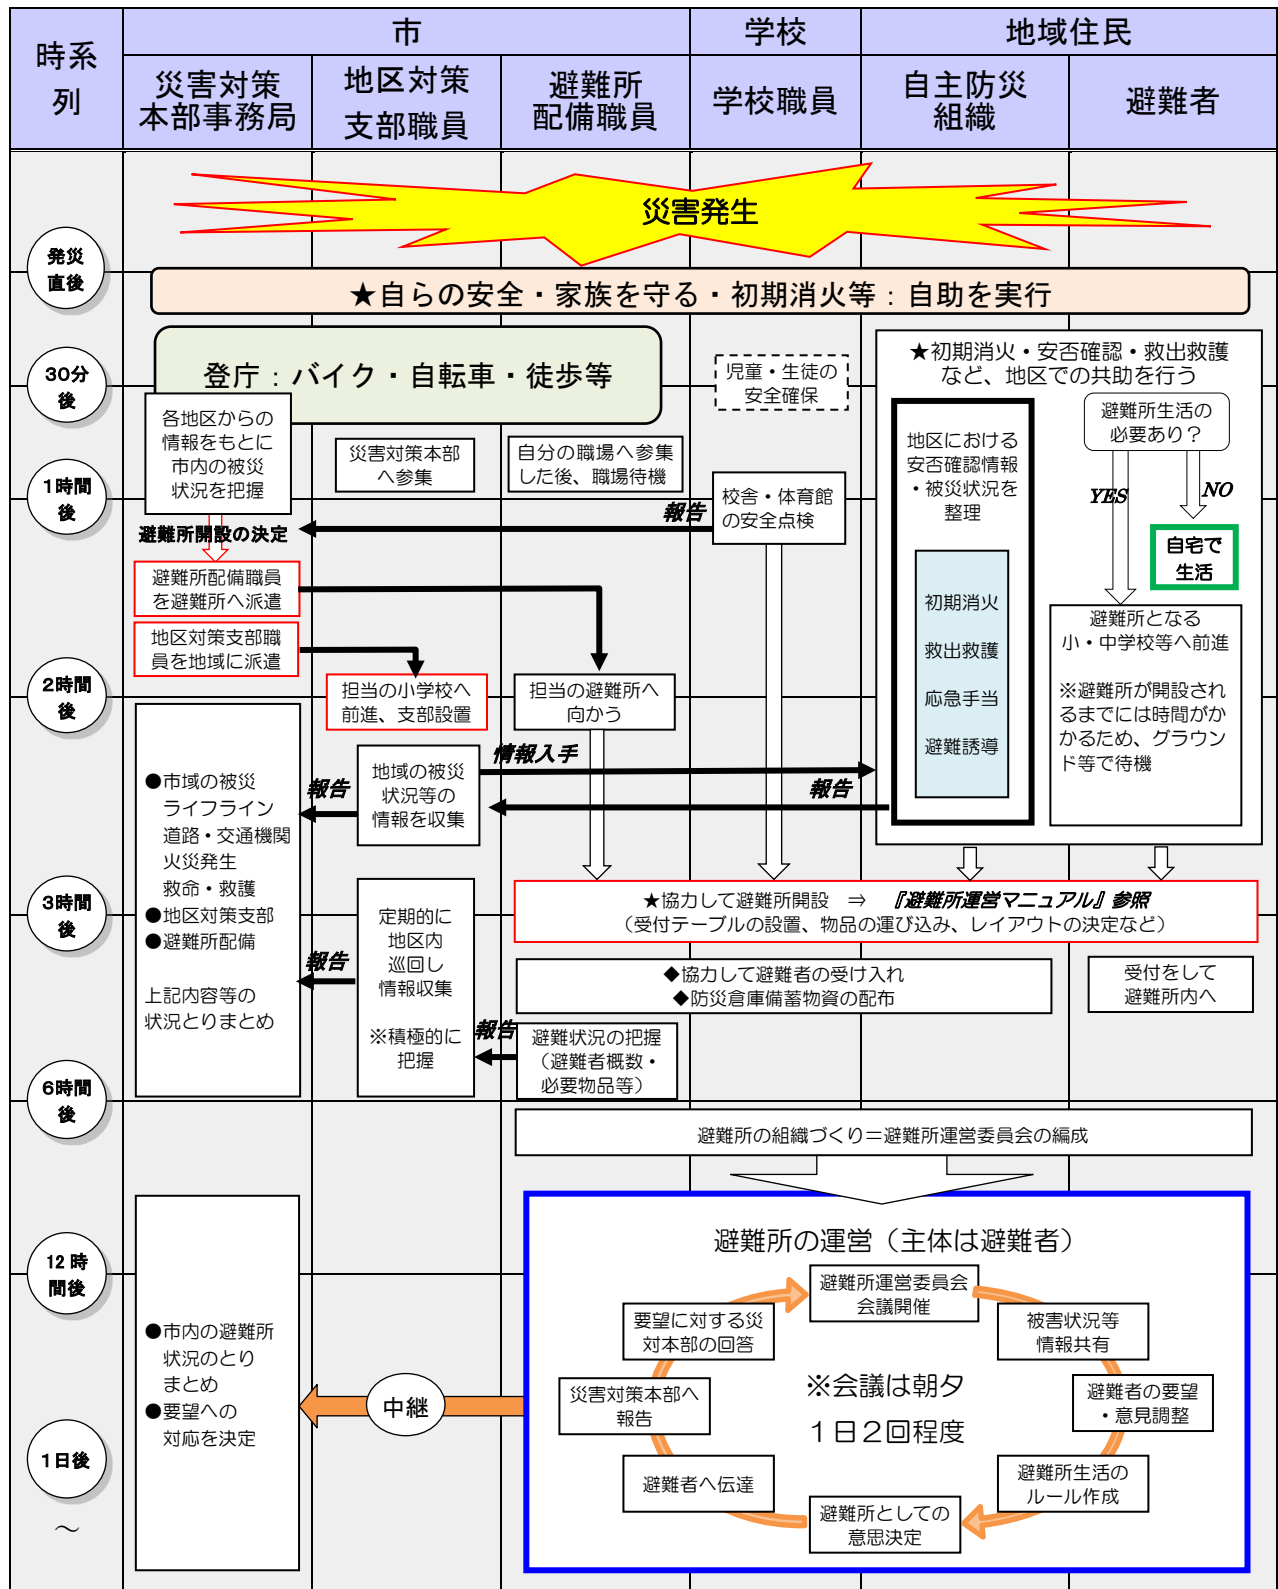 時系
列
市
学校
地域住民
災害対策
本部事務局
地区対策
支部職員
避難所
配備職員
学校職員
自主防災
組織
避難者
災害発生
発災
直後
★自らの安全・家族を守る・初期消火等：自助を実行
30分
後
登庁：バイク・自転車・徒歩等
児童・生徒の
安全確保
★初期消火・安否確認・救出救護
など、地区での共助を行う
各地区からの
情報をもとに
市内の被災
状況を把握
災害対策本部
へ参集
自分の職場へ参集
した後、職場待機
地区における
安否確認情報
・被災状況を
整理
避難所生活の
必要あり？
1時間
後
校舎・体育館
の安全点検
報告
YES
NO
避難所開設の決定
自宅で
生活
避難所配備職員
を避難所へ派遣
初期消火
救出救護
応急手当
避難誘導
避難所となる
小・中学校等へ前進
※避難所が開設され
るまでには時間がか
かるため、グラウン
ド等で待機
地区対策支部職
員を地域に派遣
2時間
後
担当の小学校へ
前進、支部設置
担当の避難所へ
向かう
●市域の被災
ライフライン
道路・交通機関
火災発生
救命・救護
●地区対策支部
●避難所配備
上記内容等の
状況とりまとめ
報告
地域の被災
状況等の
情報を収集
情報入手
報告
3時間
後
★協力して避難所開設　⇒　『避難所運営マニュアル』参照
（受付テーブルの設置、物品の運び込み、レイアウトの決定など）
定期的に
地区内
巡回し
情報収集
※積極的に
把握
報告
◆協力して避難者の受け入れ
◆防災倉庫備蓄物資の配布
受付をして
避難所内へ
報告
避難状況の把握
（避難者概数・
必要物品等）
6時間
後
避難所の組織づくり＝避難所運営委員会の編成
12時
間後
避難所の運営（主体は避難者）
避難所運営委員会
会議開催
要望に対する災
対本部の回答
被害状況等
情報共有
●市内の避難所
状況のとり
まとめ
●要望への
対応を決定
中継
災害対策本部へ
報告
※会議は朝夕
１日２回程度
避難者の要望
・意見調整
1日後
～
避難者へ伝達
避難所生活の
ルール作成
避難所としての
意思決定